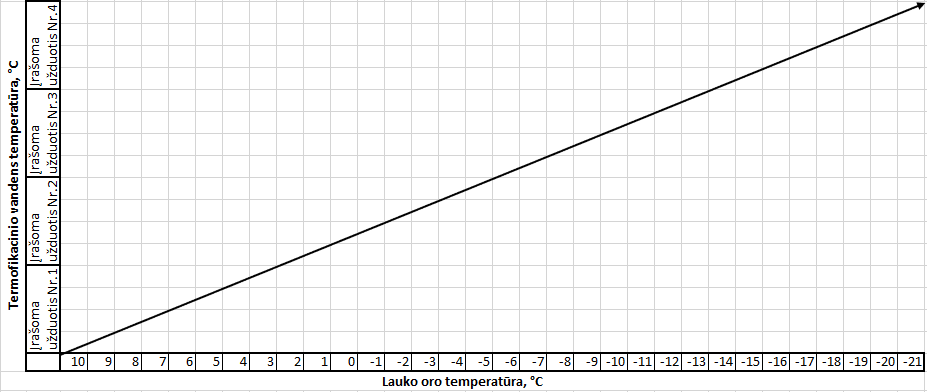 Termofikacinio vandens temperatūra, °C
Įrašoma
užduotis Nr.4
Įrašoma
užduotis Nr.3
Įrašoma
užduotis Nr.2
Įrašoma
užduotis Nr.1
10 9 8 7 6 5 4 3 2 1 0 -1 -2 -3 -4 -5 -6 -7 -8 -9 -10 -11 -12 -13 -14 -15 -16 -17 -18 -19 -20 -21
Lauko oro temperatūra, °C